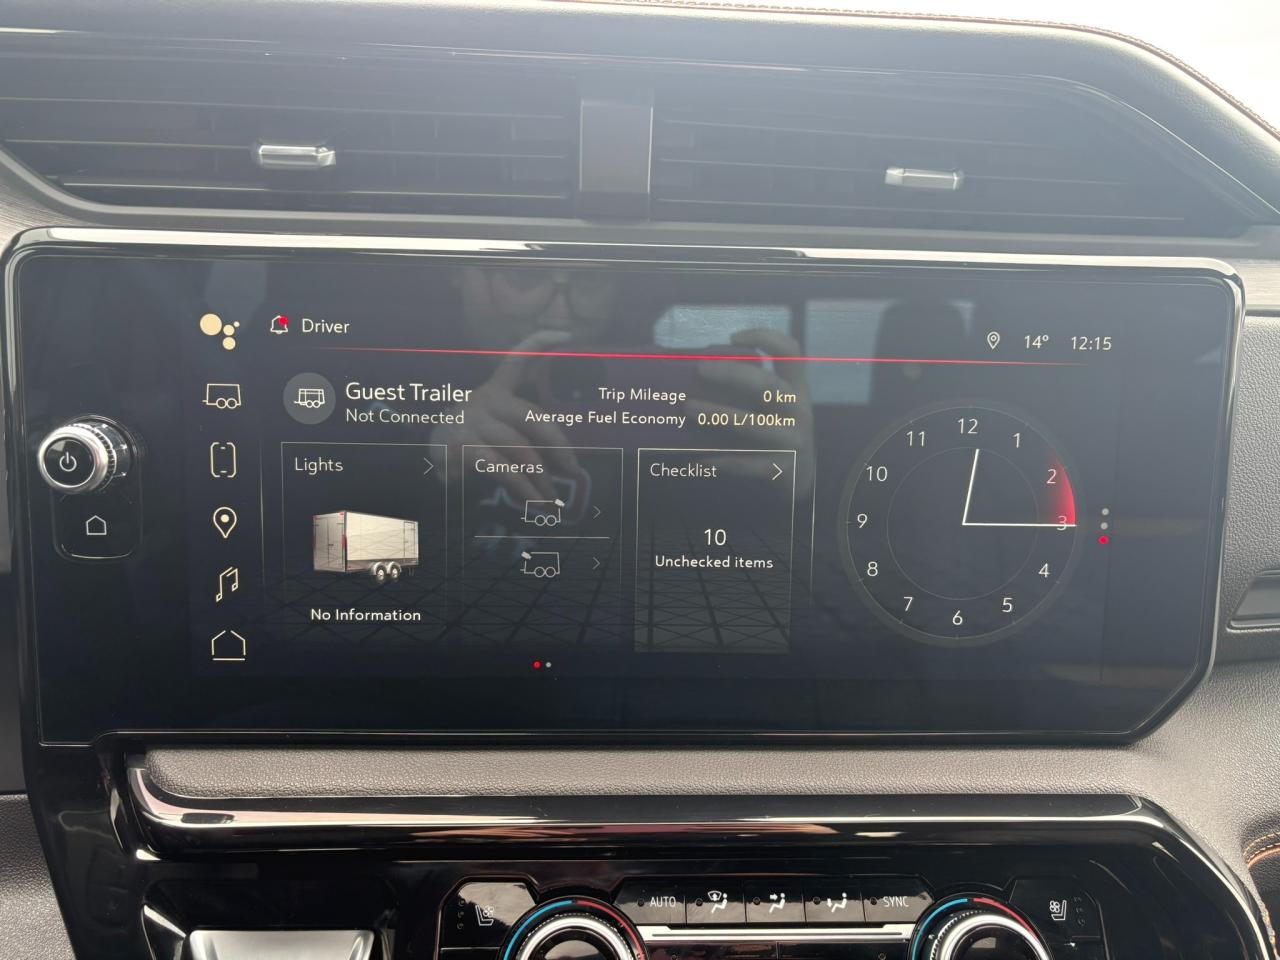 Driver
14° 12:15
Guest Trailer
Not Connected
Trip Mileage 0 km
Average Fuel Economy 0.00 L/100km
Lights
No Information
Cameras
Checklist
10
Unchecked items
12
1
2
3
4
5
6
7
8
9
10
11
AUTO
SYNC